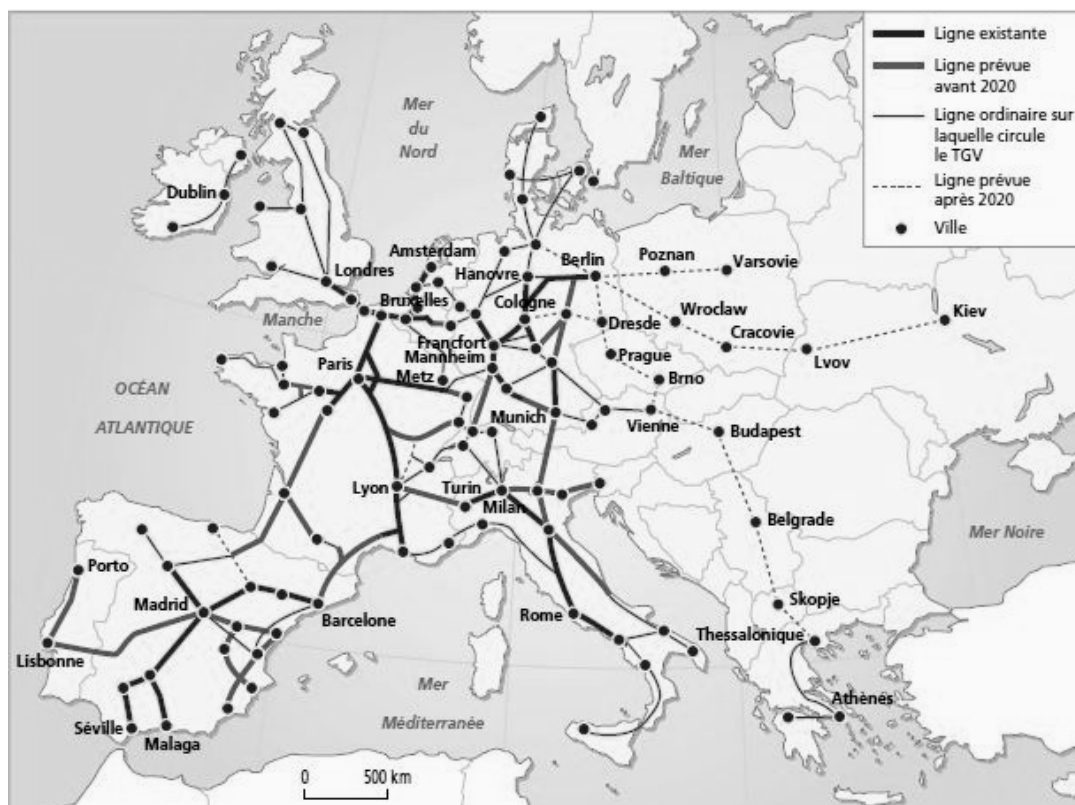 Ligne existante
Ligne prévue
avant 2020
Ligne ordinaire sur
laquelle circule
le TGV
Ligne prévue
après 2020
Ville
Mer
du
Nord
Mer
Baltique
Dublin
Amsterdam
Hanovre
Berlin
Poznan
Varsovie
Londres
Bruxelles
Cologne
Manche
Dresde
Wroclaw
Cracovie
Kiev
Lvov
Francfort
Mannheim
Metz
Paris
Prague
Brno
OCÉAN
ATLANTIQUE
Munich
Vienne
Budapest
Lyon
Turin
Milan
Belgrade
Mer Noire
Porto
Madrid
Barcelone
Rome
Skopje
Thessalonique
Lisbonne
Athènes
Mer
Méditerranée
Séville
Malaga
0 500 km